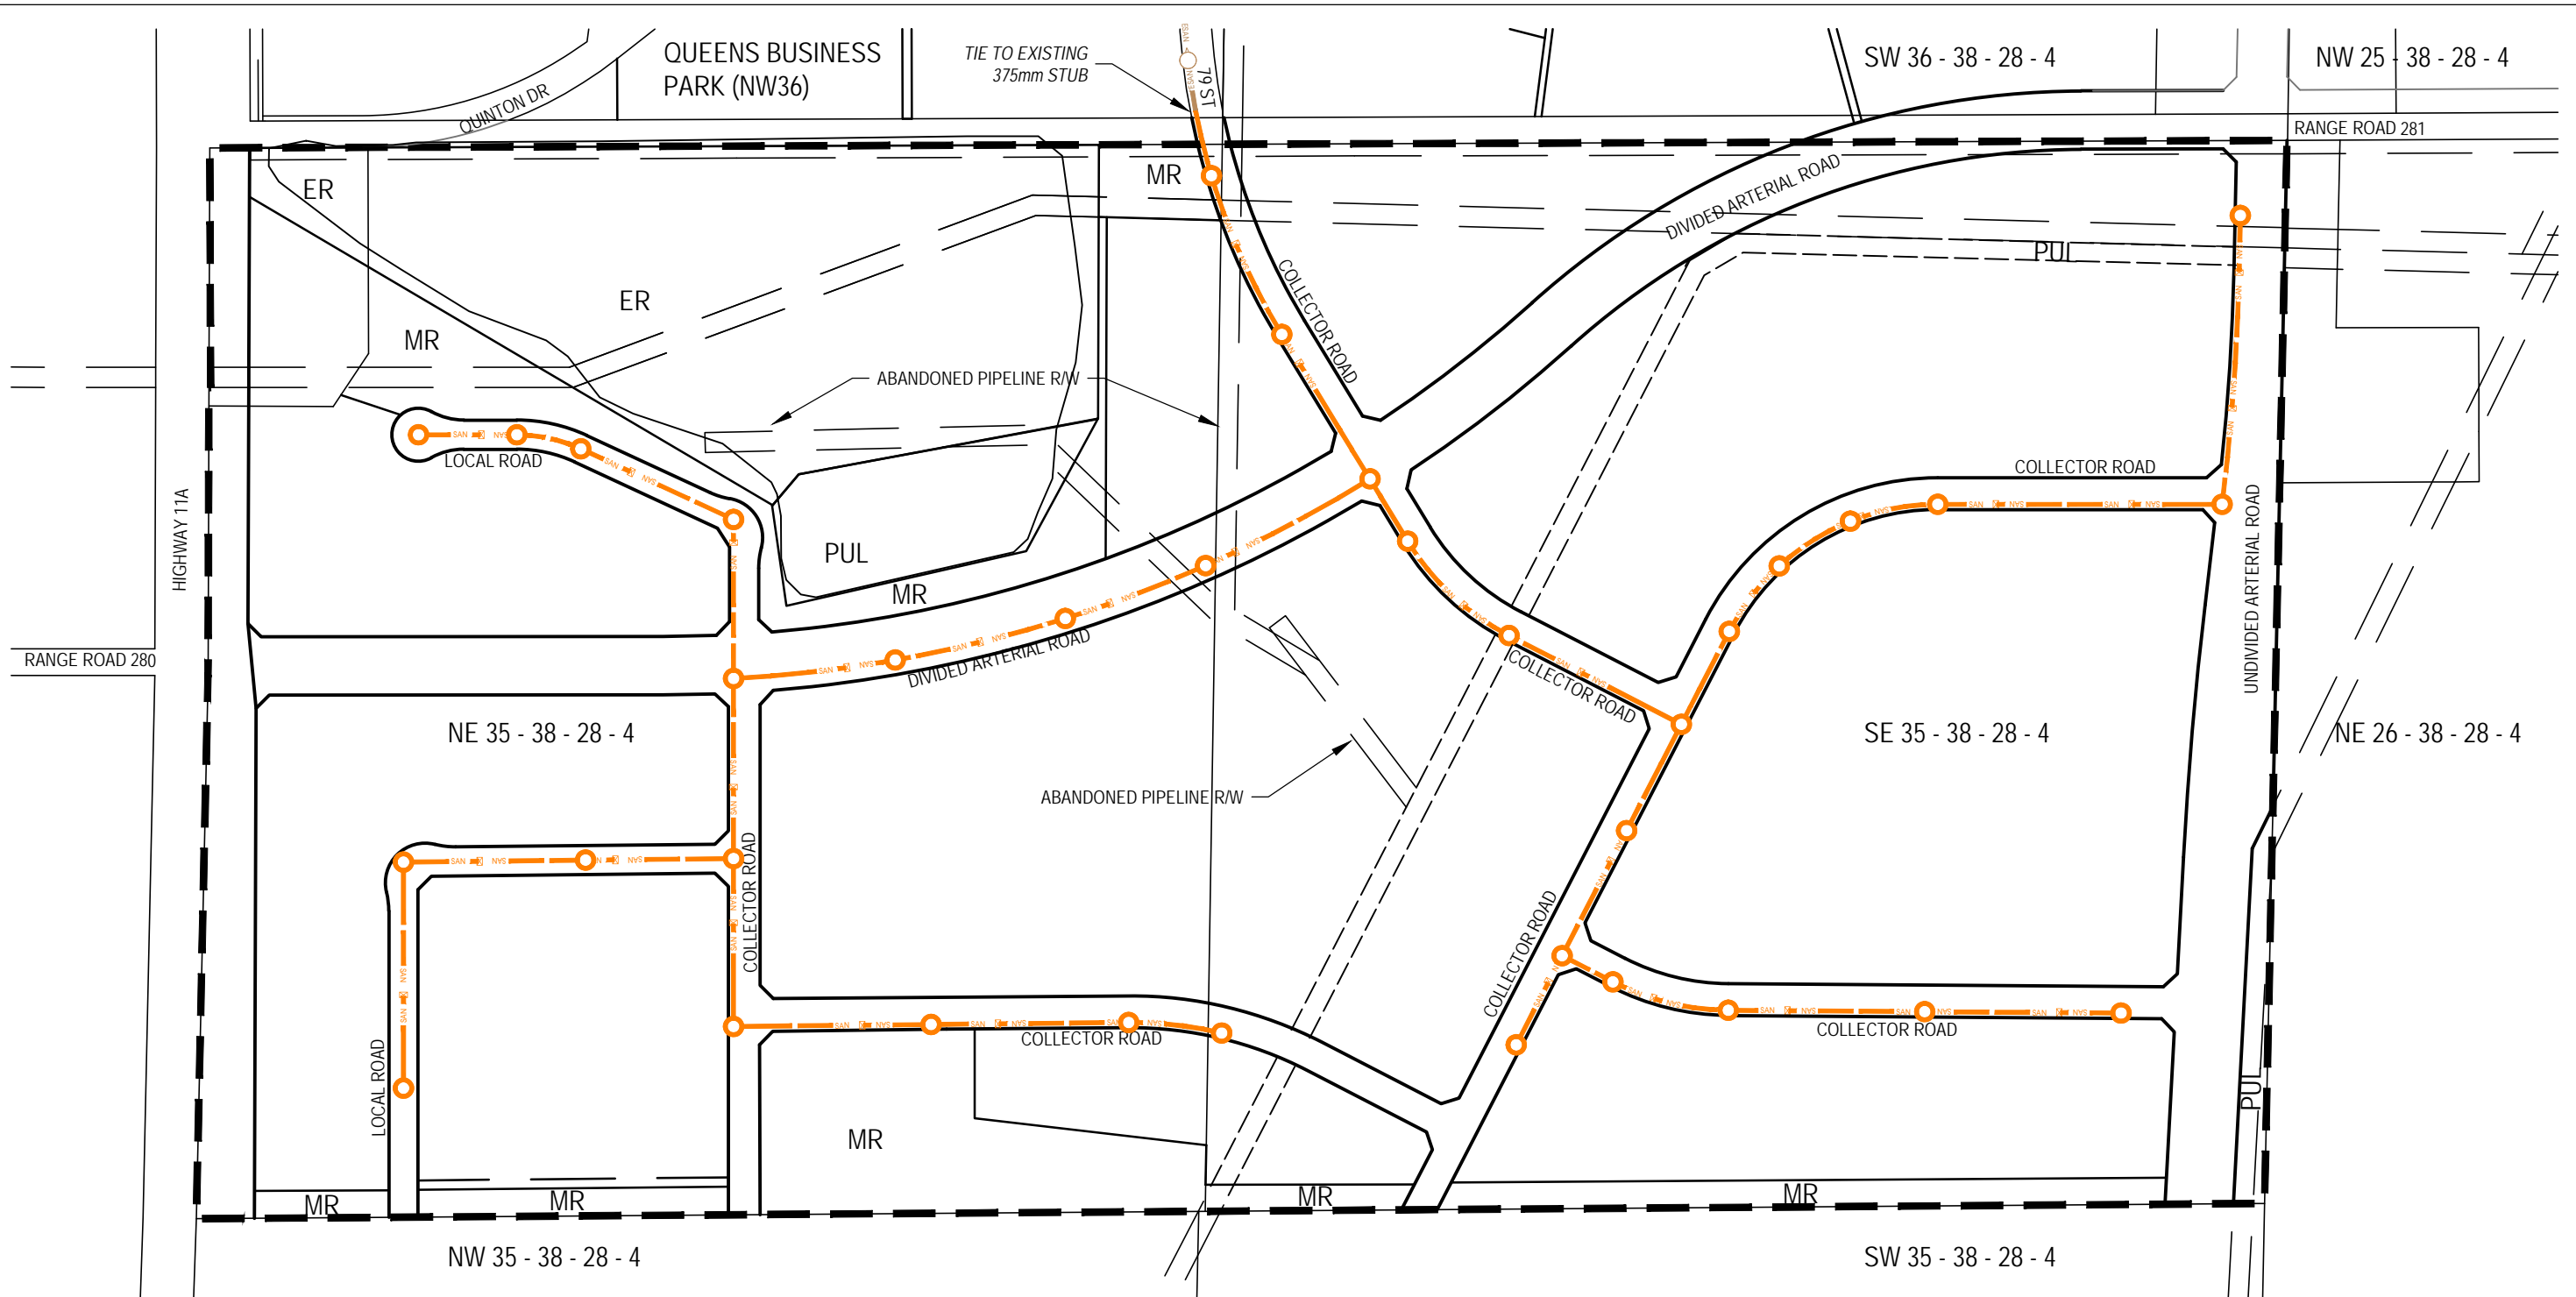 QUEENS BUSINESS
PARK (NW36)
TIE TO EXISTING
375mm STUB
79 ST
SW 36 - 38 - 28 - 4
NW 25 - 38 - 28 - 4
QUINTON DR
RANGE ROAD 281
ER
MR
DIVIDED ARTERIAL ROAD
PUL
ER
COLLECTOR ROAD
MR
ABANDONED PIPELINE R/W
LOCAL ROAD
COLLECTOR ROAD
HIGHWAY 11A
UNDIVIDED ARTERIAL ROAD
PUL
MR
RANGE ROAD 280
DIVIDED ARTERIAL ROAD
COLLECTOR ROAD
NE 35 - 38 - 28 - 4
SE 35 - 38 - 28 - 4
NE 26 - 38 - 28 - 4
ABANDONED PIPELINE R/W
COLLECTOR ROAD
COLLECTOR ROAD
COLLECTOR ROAD
COLLECTOR ROAD
LOCAL ROAD
PUL
MR
MR
MR
MR
MR
NW 35 - 38 - 28 - 4
SW 35 - 38 - 28 - 4